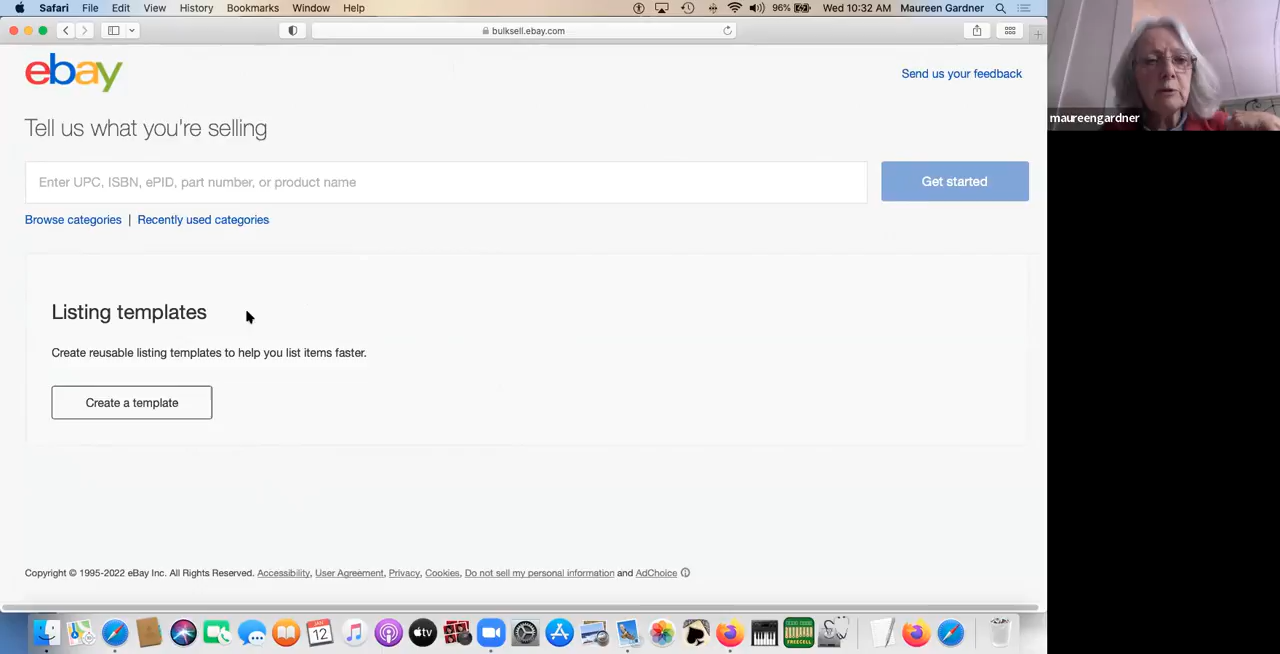 Safari File Edit View History Bookmarks Window Help 96% Wed 10:32 AM Maureen Gardner
bulksell.ebay.com
ebay
Send us your feedback
Tell us what you're selling
Enter UPC, ISBN, ePID, part number, or product name
Get started
Browse categories | Recently used categories
Listing templates
Create reusable listing templates to help you list items faster.
Create a template
Copyright © 1995-2022 eBay Inc. All Rights Reserved. Accessibility, User Agreement, Privacy, Cookies, Do not sell my personal information and AdChoice
maureengardner
JAN
12
tv
FREECELL